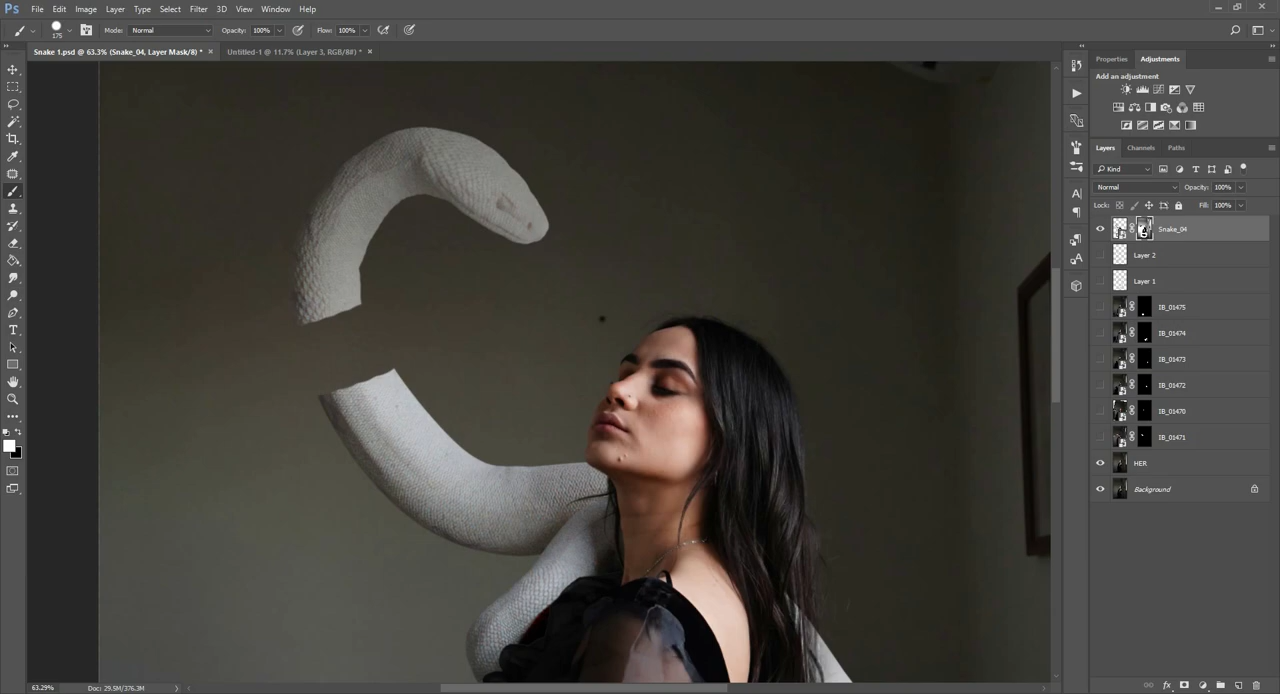 Ps File Edit Image Layer Type Select Filter 3D View Window Help
175 Mode: Normal Opacity: 100% Flow: 100%
Snake 1.psd @ 63.3% (Snake_04, Layer Mask/8) * × Untitled-1 @ 11.7% (Layer 3, RGB/8#) * ×
Properties Adjustments
Add an adjustment
Layers Channels Paths
Kind
Normal Opacity: 100%
Lock: Fill: 100%
Snake_04
Layer 2
Layer 1
IB_01475
IB_01474
IB_01473
IB_01472
IB_01470
IB_01471
HER
Background
63.29% Doc: 29.5M/376.3M